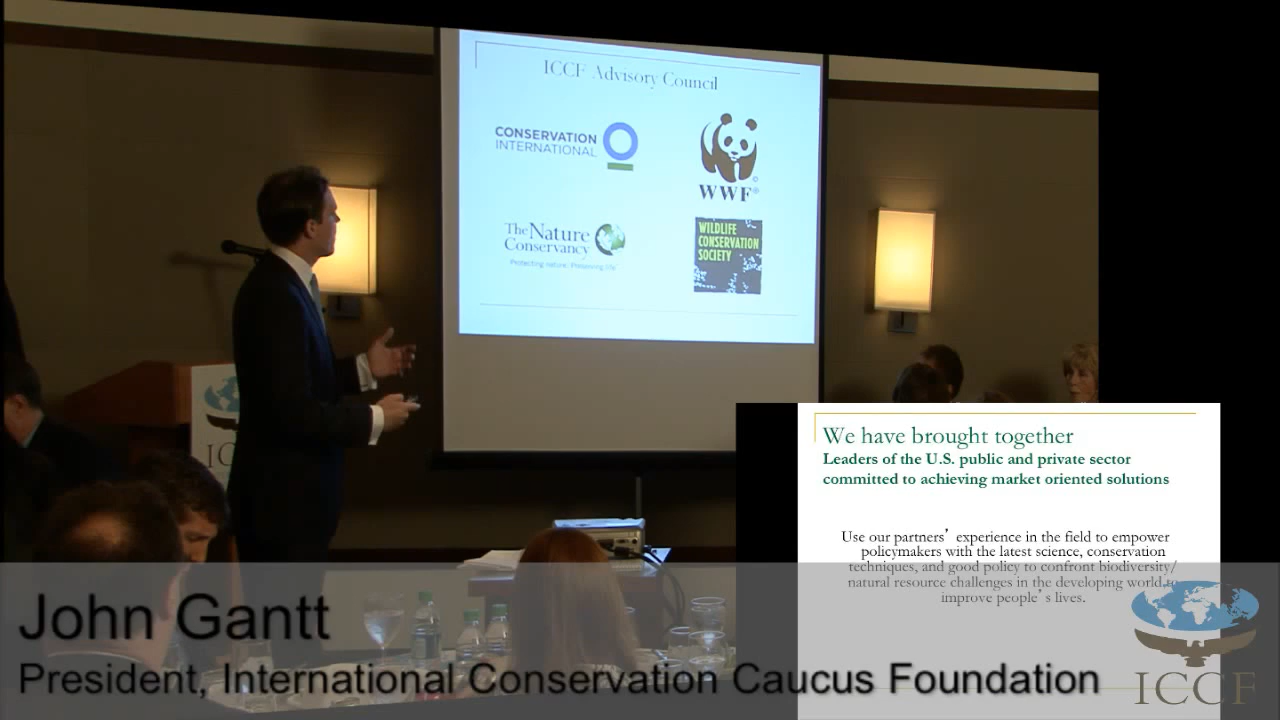 ICCF Advisory Council
CONSERVATION
INTERNATIONAL
WWF®
The Nature
Conservancy
Protecting nature. Preserving life.
WILDLIFE
CONSERVATION
SOCIETY
We have brought together
Leaders of the U.S. public and private sector
committed to achieving market oriented solutions
Use our partners’ experience in the field to empower
policymakers with the latest science, conservation
techniques, and good policy to confront biodiversity/
natural resource challenges in the developing world to
improve people’s lives.
John Gantt
President, International Conservation Caucus Foundation
ICCF